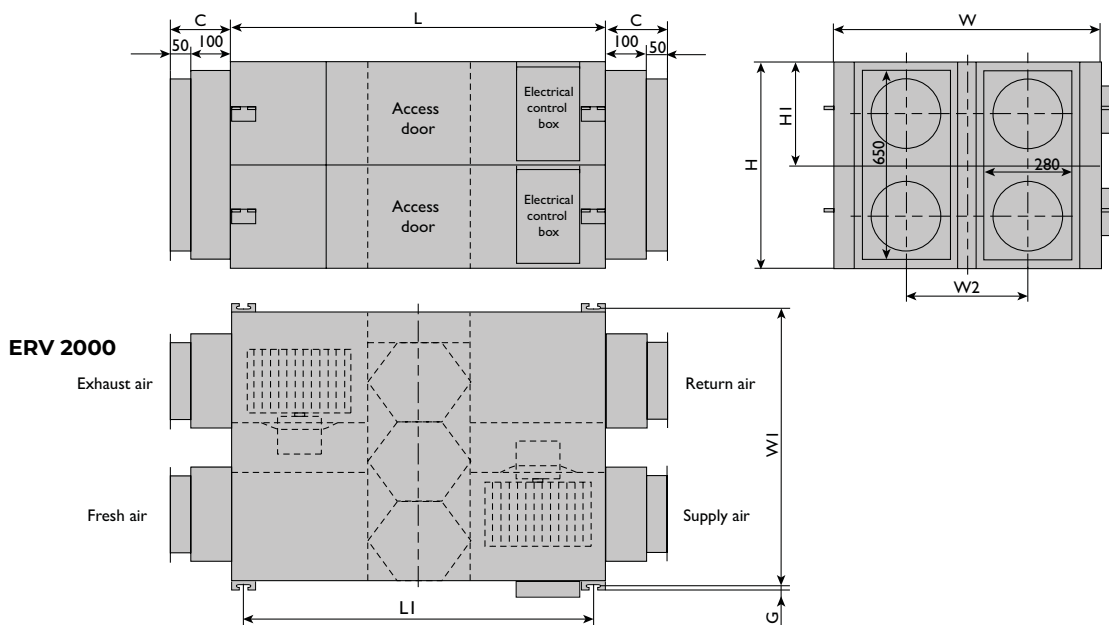 C L C
50 100 100 50
Access
door
Electrical
control
box
Access
door
Electrical
control
box
W
H
H1
650
280
W2
ERV 2000
Exhaust air
Return air
Fresh air
Supply air
W1
L1
G